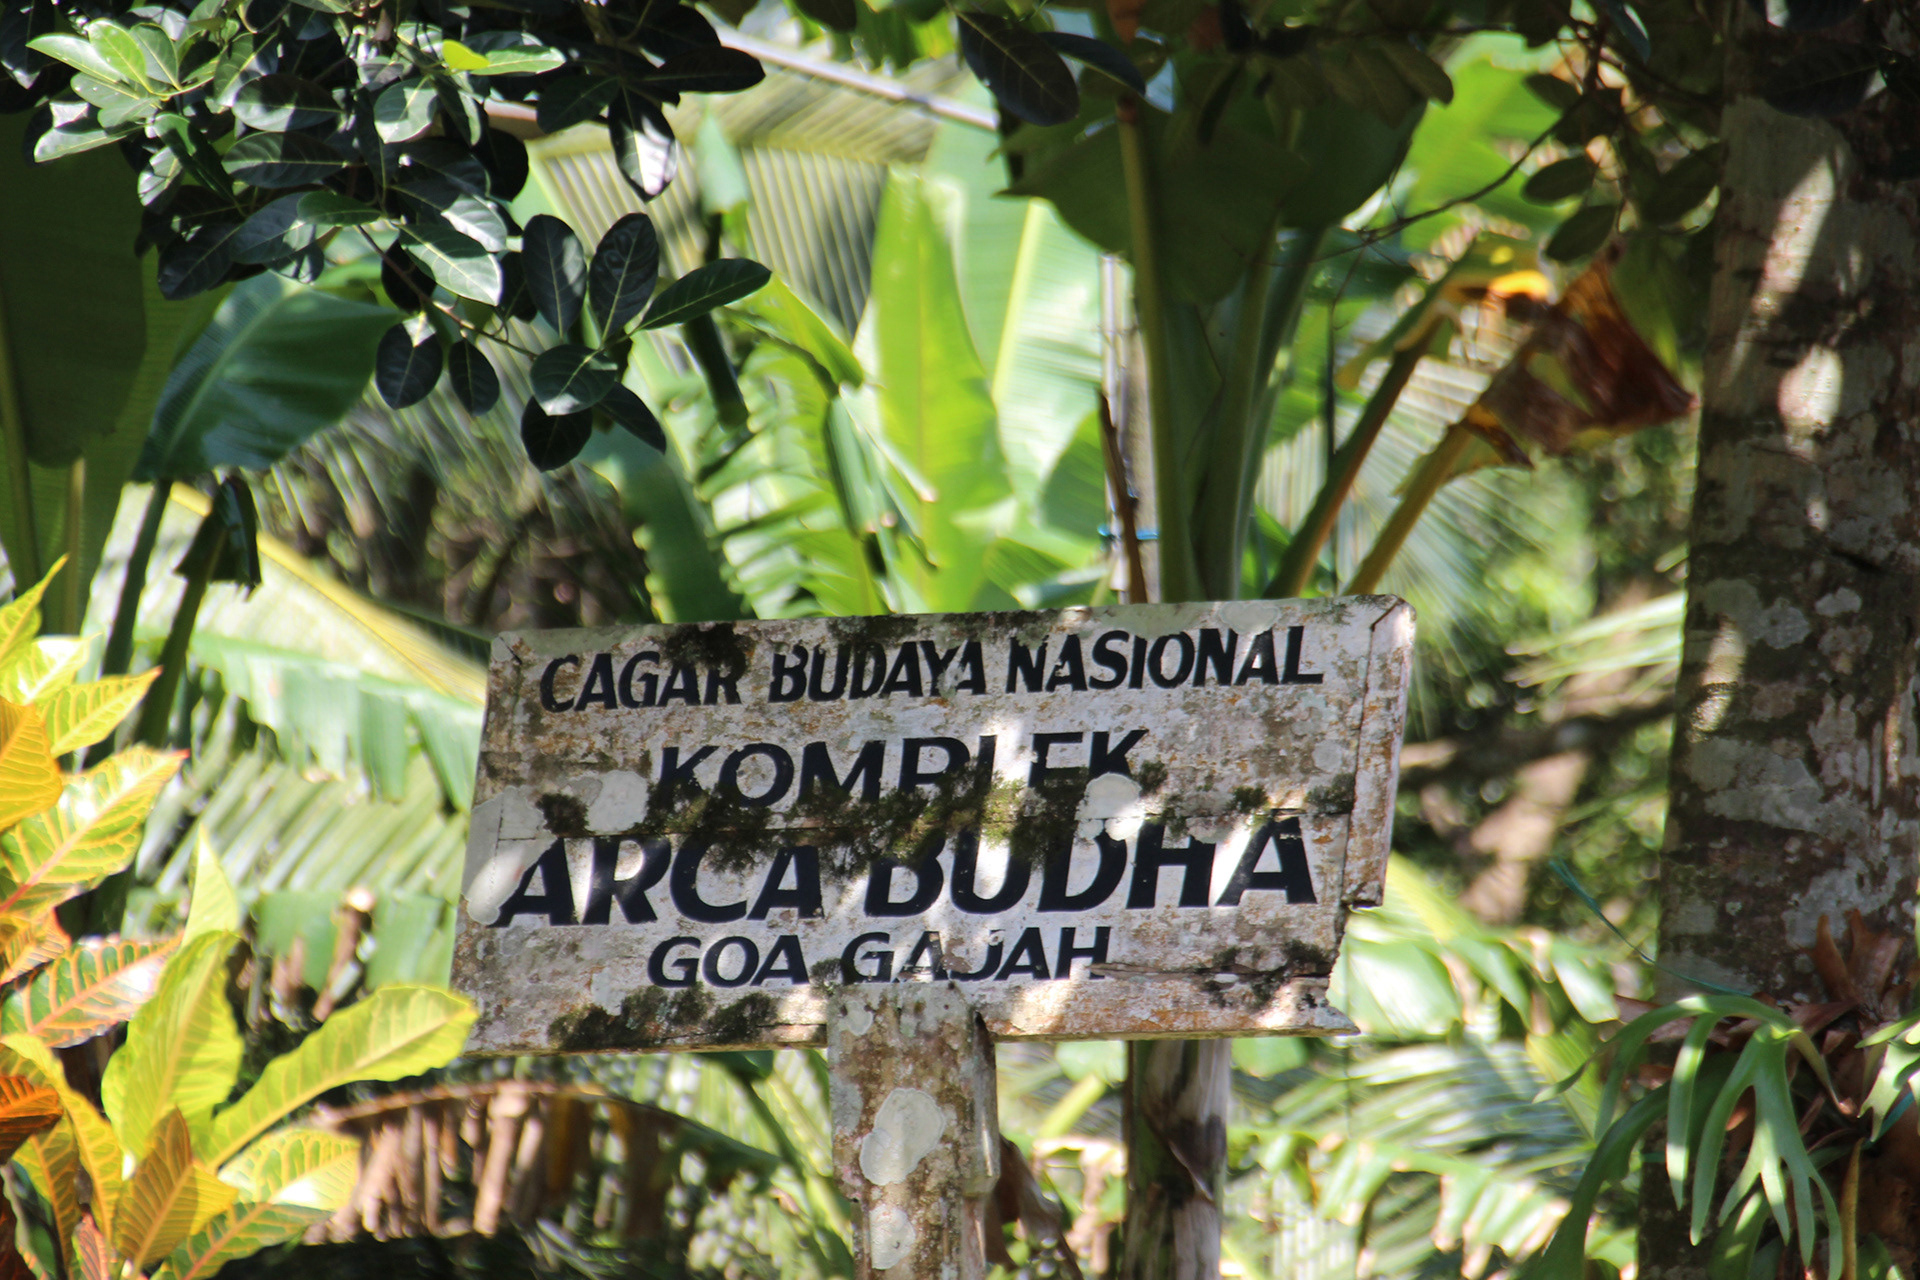 CAGAR BUDAYA NASIONAL
KOMPLEK
ARCA BUDHA
GOA GAJAH